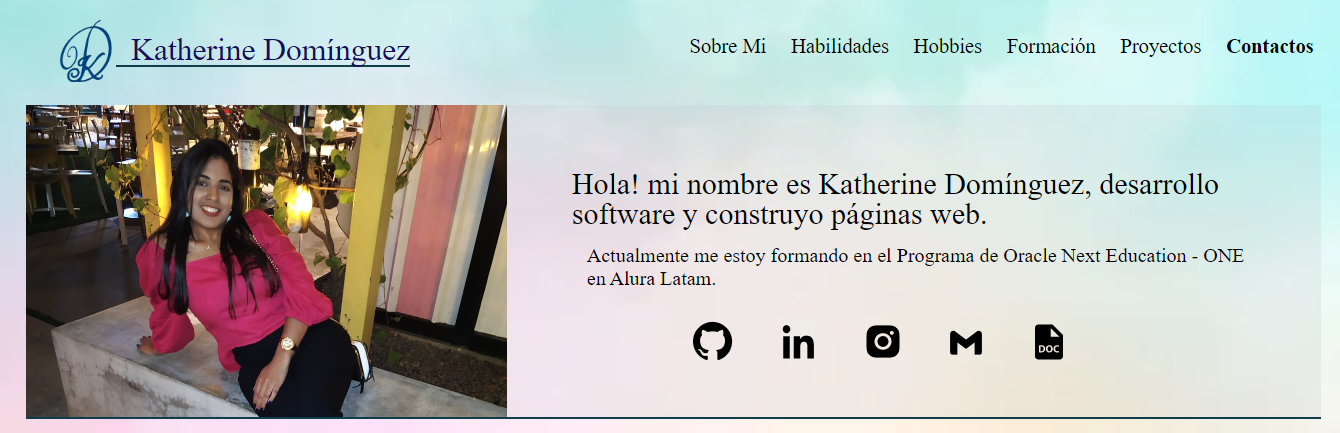 Katherine Domínguez
Sobre Mi Habilidades Hobbies Formación Proyectos Contactos
Hola! mi nombre es Katherine Domínguez, desarrollo
software y construyo páginas web.
Actualmente me estoy formando en el Programa de Oracle Next Education - ONE
en Alura Latam.
in
DOC